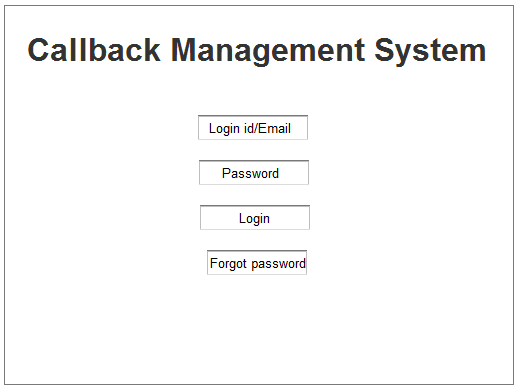 Callback Management System
Login id/Email
Password
Login
Forgot password